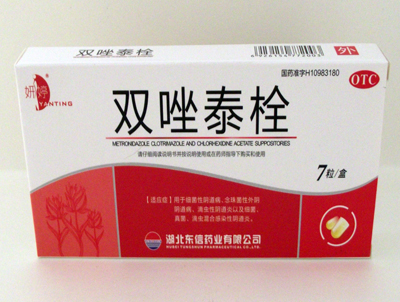 双唑泰栓
外
国药准字H10983180
OTC
妍婷
YANTING
双唑泰栓
METRONIDAZOLE CLOTRIMAZOLE AND CHLORHEXIDINE ACETATE SUPPOSITORIES
请仔细阅读说明书并按说明使用或在药师指导下购买和使用
7粒/盒
【适应症】用于细菌性阴道病、念珠菌性外阴
阴道病、滴虫性阴道炎以及细菌、
真菌、滴虫混合感染性阴道炎。
湖北东信药业有限公司
HUBEI TUNGSHUN PHARMACEUTICAL CO.,LTD